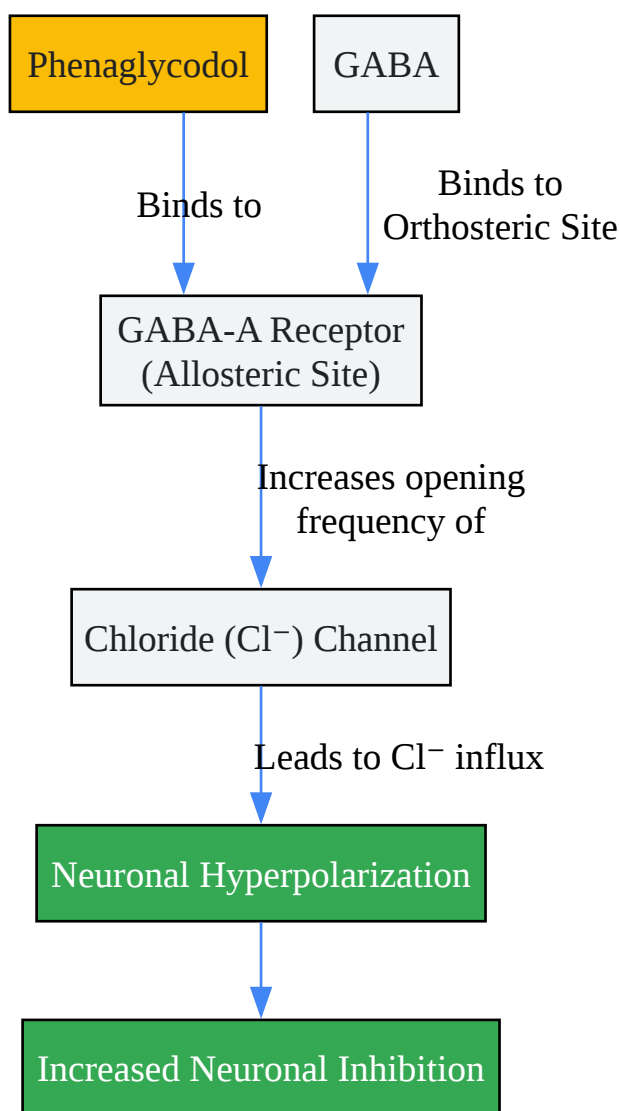 Phenaglycodol
GABA
Binds to
Binds to
Orthosteric Site
GABA-A Receptor
(Allosteric Site)
Increases opening
frequency of
Chloride (Cl⁻) Channel
Leads to Cl⁻ influx
Neuronal Hyperpolarization
Increased Neuronal Inhibition